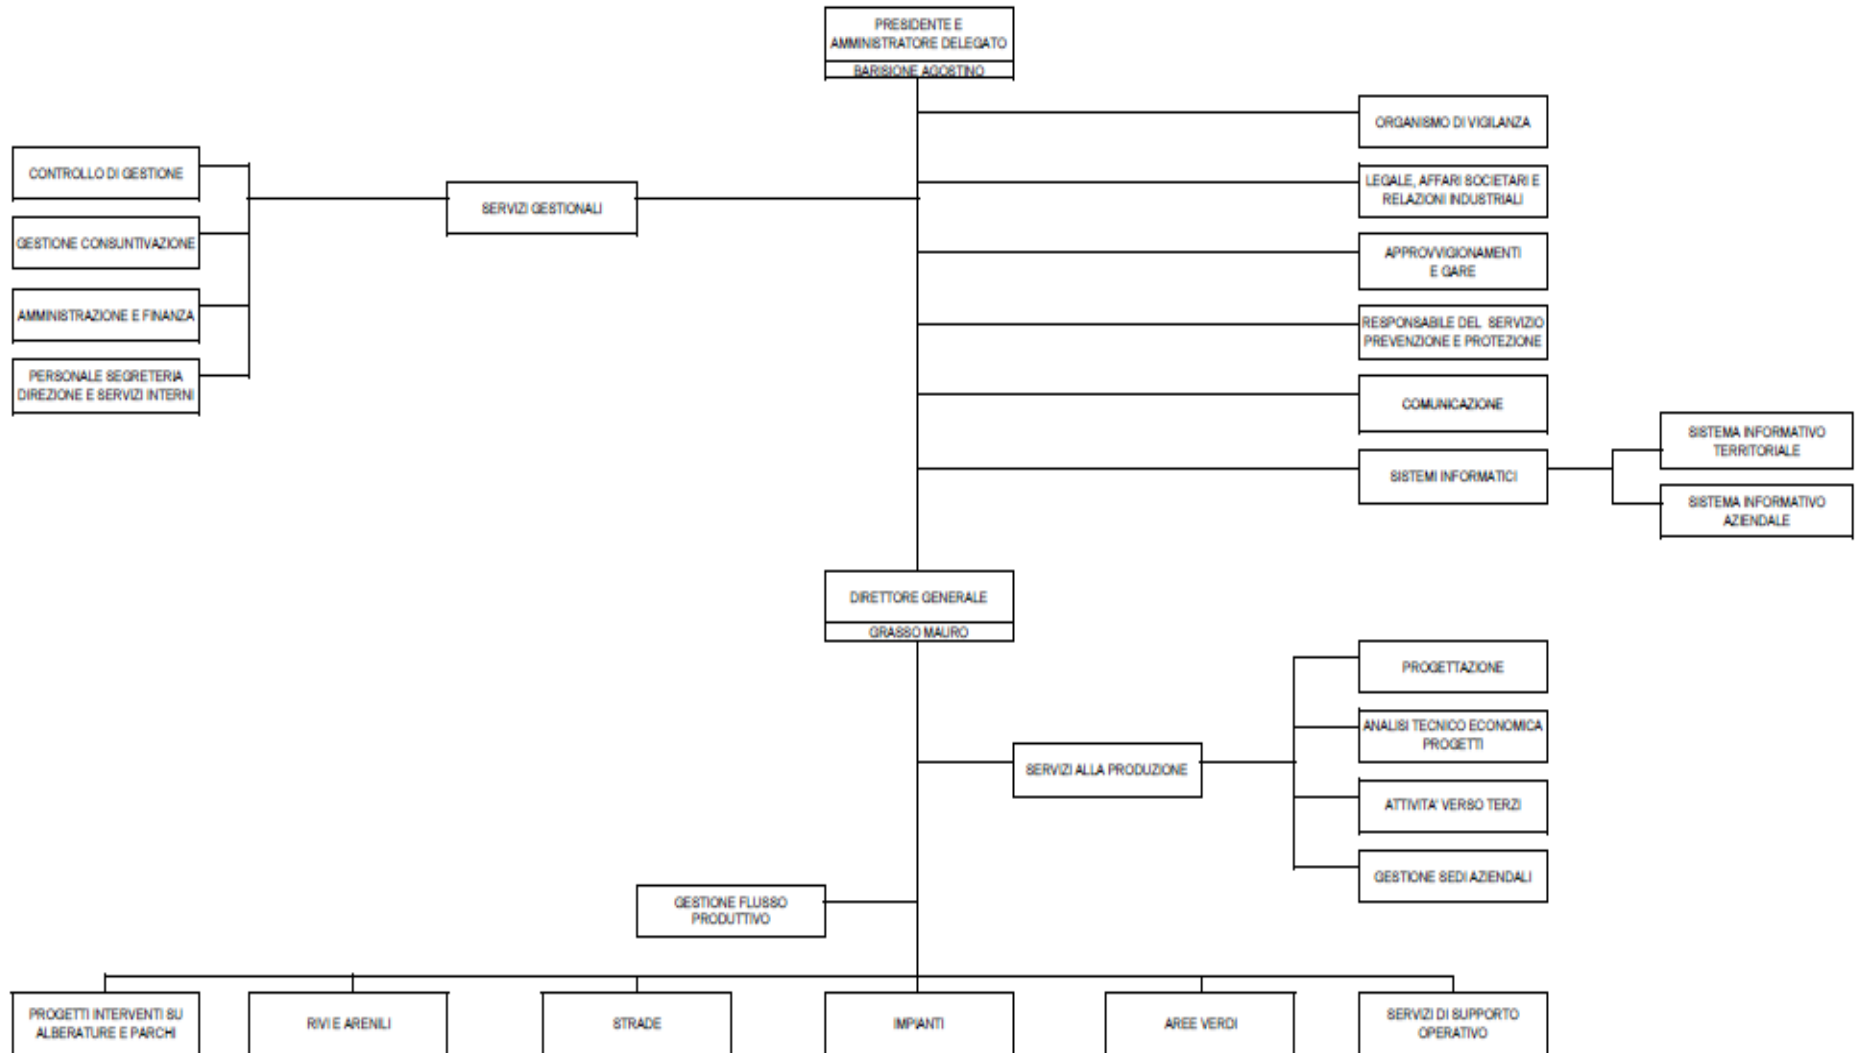 PRESIDENTE E
AMMINISTRATORE DELEGATO
BARISIONE AGOSTINO
ORGANISMO DI VIGILANZA
CONTROLLO DI GESTIONE
LEGALE, AFFARI SOCIETARI E
RELAZIONI INDUSTRIALI
SERVIZI GESTIONALI
GESTIONE CONSUNTIVAZIONE
APPROVVIGIONAMENTI
E GARE
AMMINISTRAZIONE E FINANZA
RESPONSABILE DEL SERVIZIO
PREVENZIONE E PROTEZIONE
PERSONALE SEGRETERIA
DIREZIONE E SERVIZI INTERNI
COMUNICAZIONE
SISTEMA INFORMATIVO
TERRITORIALE
SISTEMI INFORMATICI
SISTEMA INFORMATIVO
AZIENDALE
DIRETTORE GENERALE
GRASSO MAURO
PROGETTAZIONE
ANALISI TECNICO ECONOMICA
PROGETTI
SERVIZI ALLA PRODUZIONE
ATTIVITA' VERSO TERZI
GESTIONE SEDI AZIENDALI
GESTIONE FLUSSO
PRODUTTIVO
PROGETTI INTERVENTI SU
ALBERATURE E PARCHI
RIVI E ARENILI
STRADE
IMPIANTI
AREE VERDI
SERVIZI DI SUPPORTO
OPERATIVO